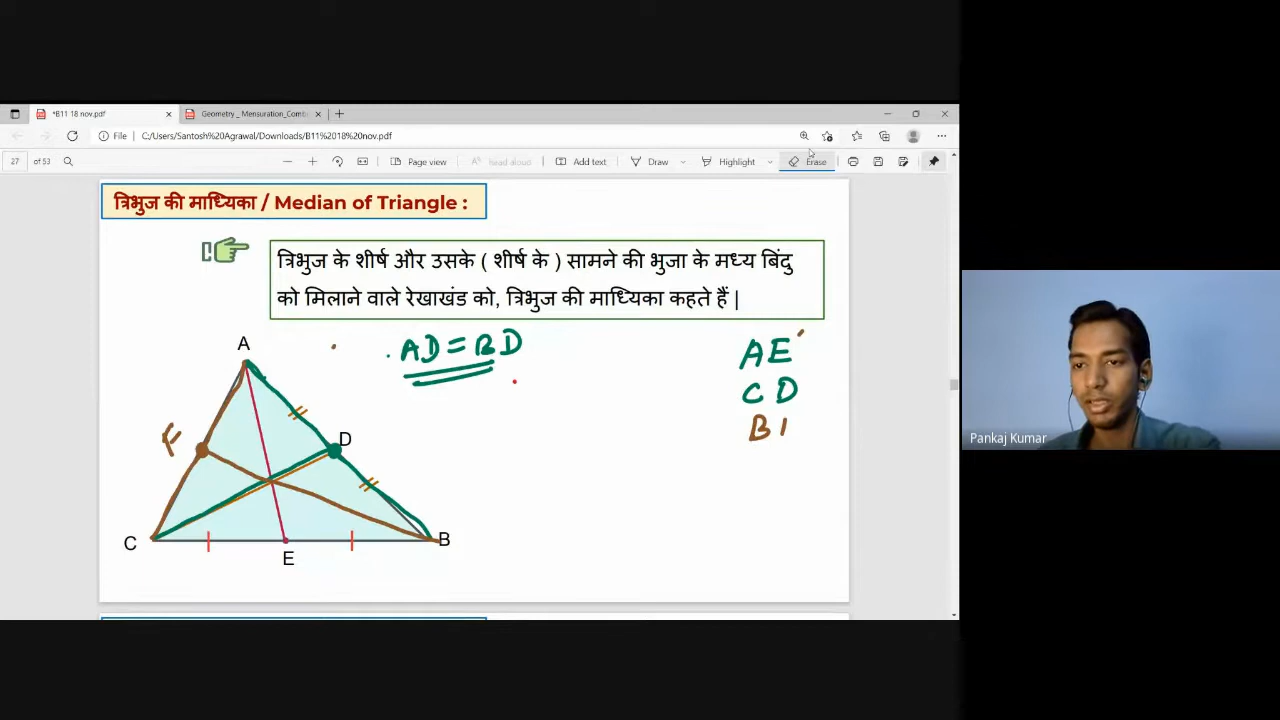 *B11 18 nov.pdf
Geometry _ Mensuration_Comb
File
C:/Users/Santosh%20Agrawal/Downloads/B11%2018%20nov.pdf
27 of 53
Page view
Read aloud
Add text
Draw
Highlight
Erase
त्रिभुज की माध्यिका / Median of Triangle :
त्रिभुज के शीर्ष और उसके ( शीर्ष के ) सामने की भुजा के मध्य बिंदु
को मिलाने वाले रेखाखंड को, त्रिभुज की माध्यिका कहते हैं |
A
AD = BD
AE
CD
BI
F
D
C
E
B
Pankaj Kumar